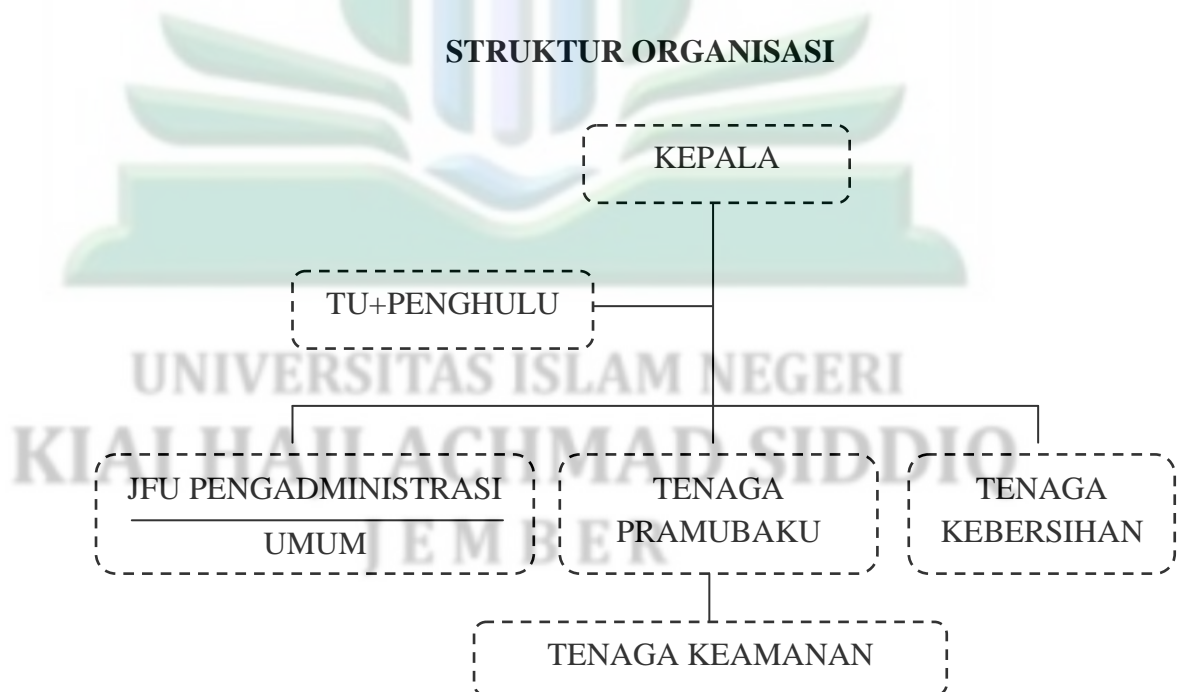 STRUKTUR ORGANISASI
KEPALA
TU+PENGHULU
UNIVERSITAS ISLAM NEGERI
KIAI HAJI ACHMAD SIDDIQ
JEMBER
JFU PENGADMINISTRASI
UMUM
TENAGA
PRAMUBAKU
TENAGA
KEBERSIHAN
TENAGA KEAMANAN